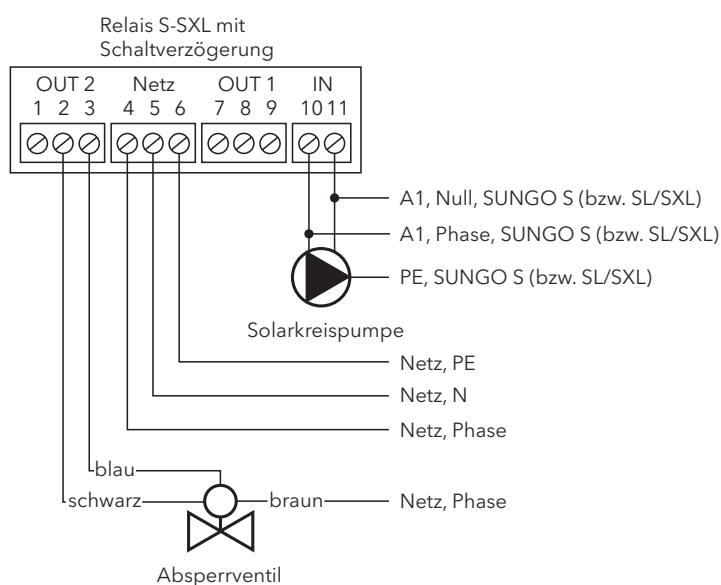 Relais S-SXL mit
Schaltverzögerung
OUT 2 Netz OUT 1 IN
1 2 3 4 5 6 7 8 9 10 11
A1, Null, SUNGO S (bzw. SL/SXL)
A1, Phase, SUNGO S (bzw. SL/SXL)
PE, SUNGO S (bzw. SL/SXL)
Solarkreispumpe
Netz, PE
Netz, N
Netz, Phase
blau
schwarz braun Netz, Phase
Absperrventil